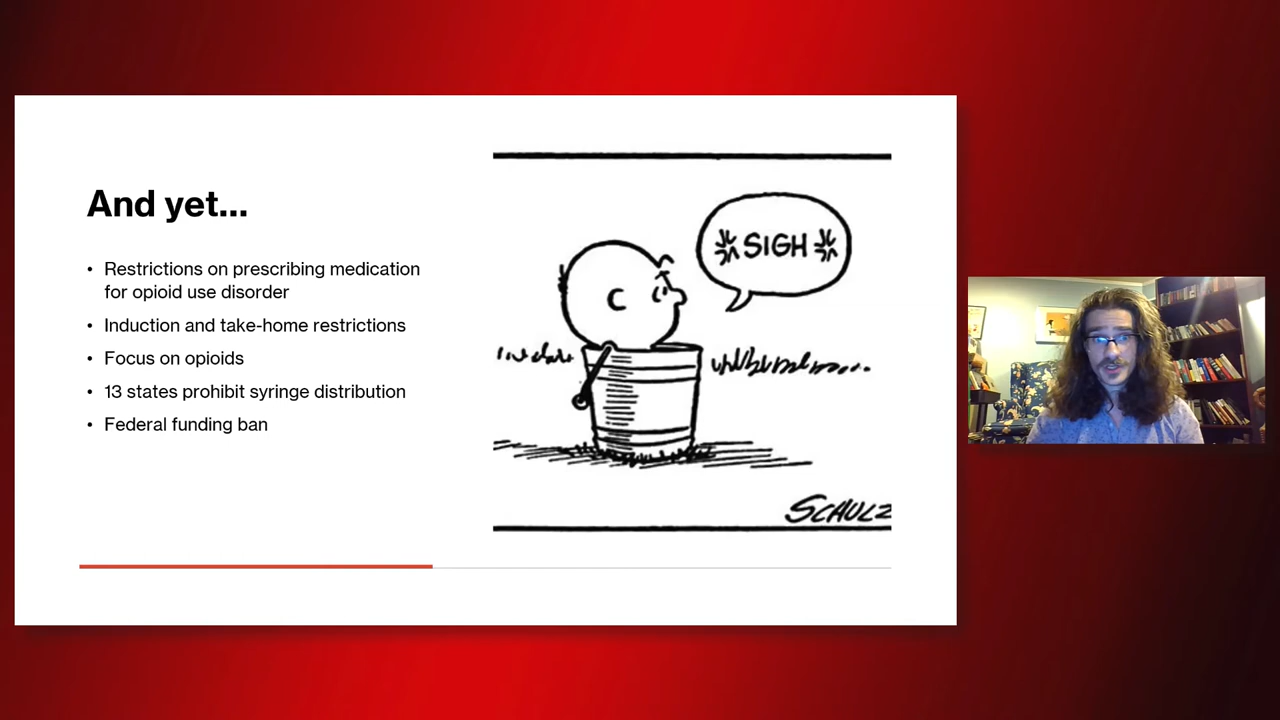 And yet...
• Restrictions on prescribing medication
for opioid use disorder
• Induction and take-home restrictions
• Focus on opioids
• 13 states prohibit syringe distribution
• Federal funding ban
SIGH
SCHULZ